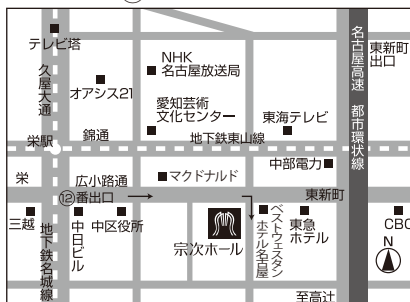 テレビ塔
久屋大通
オアシス21
NHK
名古屋放送局
愛知芸術
文化センター
東海テレビ
名古屋高速 都市環状線
東新町
出口
栄駅
錦通
地下鉄東山線
中部電力
栄
広小路通
マクドナルド
東新町
⑫番出口
三越
地下鉄名城線
中日ビル
中区役所
宗次ホール
ベストウェスタン
ホテル名古屋
東急
ホテル
CBC
N
至高辻